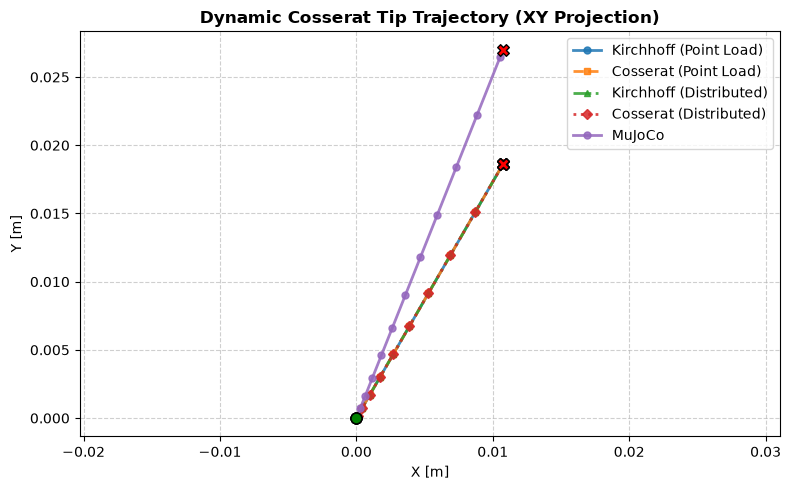 Dynamic Cosserat Tip Trajectory (XY Projection)
Kirchhoff (Point Load)
Cosserat (Point Load)
Kirchhoff (Distributed)
Cosserat (Distributed)
MuJoCo
Y [m]
0.025
0.020
0.015
0.010
0.005
0.000
−0.02
−0.01
0.00
0.01
0.02
0.03
X [m]